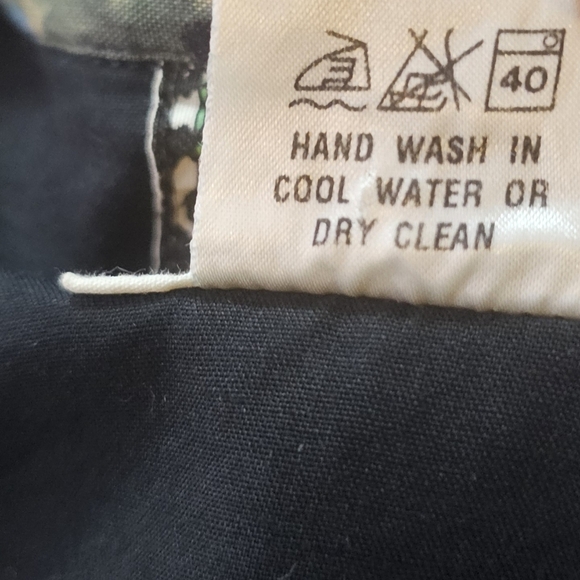 40
HAND WASH IN
COOL WATER OR
DRY CLEAN